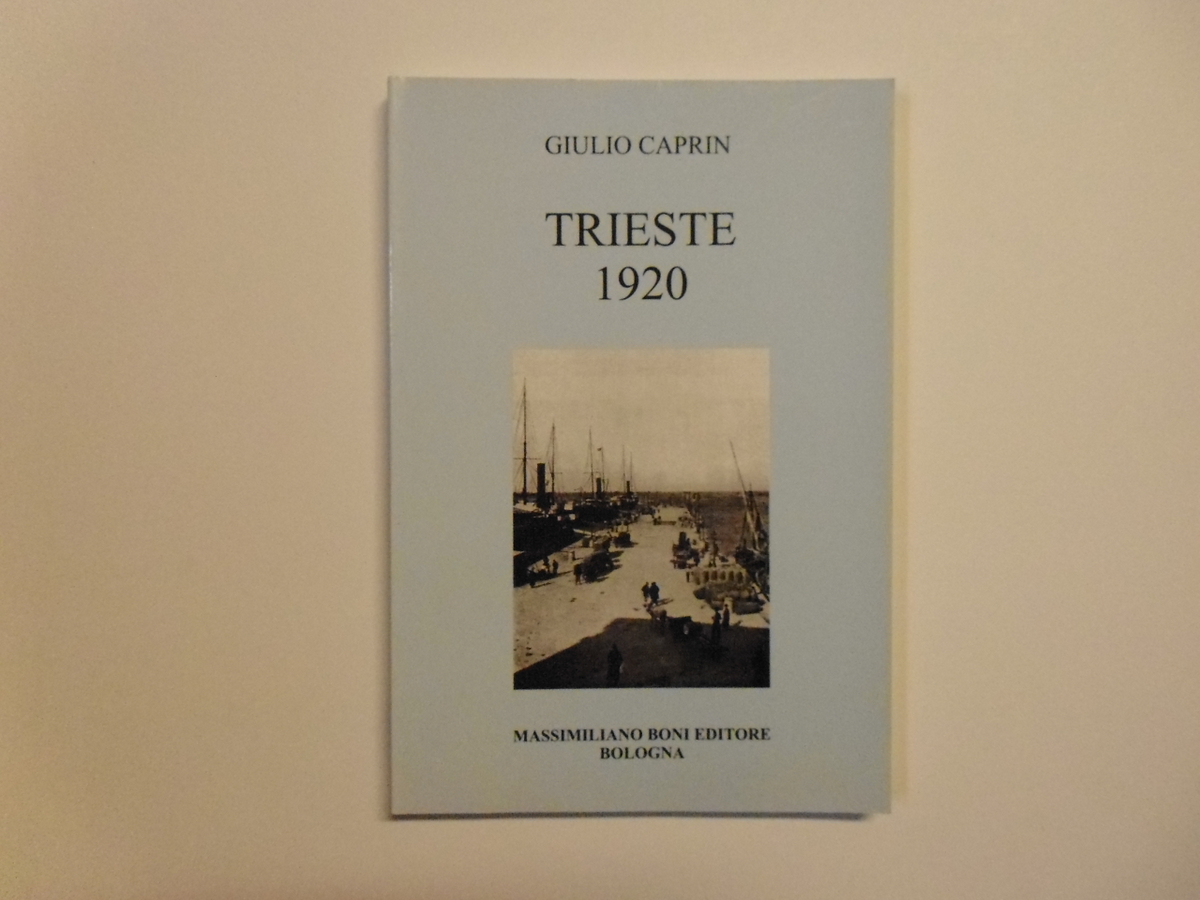 GIULIO CAPRIN
TRIESTE
1920
MASSIMILIANO BONI EDITORE
BOLOGNA